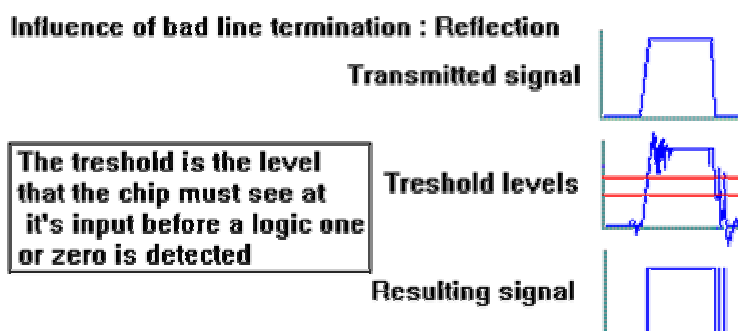 Influence of bad line termination : Reflection
Transmitted signal
The treshold is the level
that the chip must see at
it's input before a logic one
or zero is detected
Treshold levels
Resulting signal